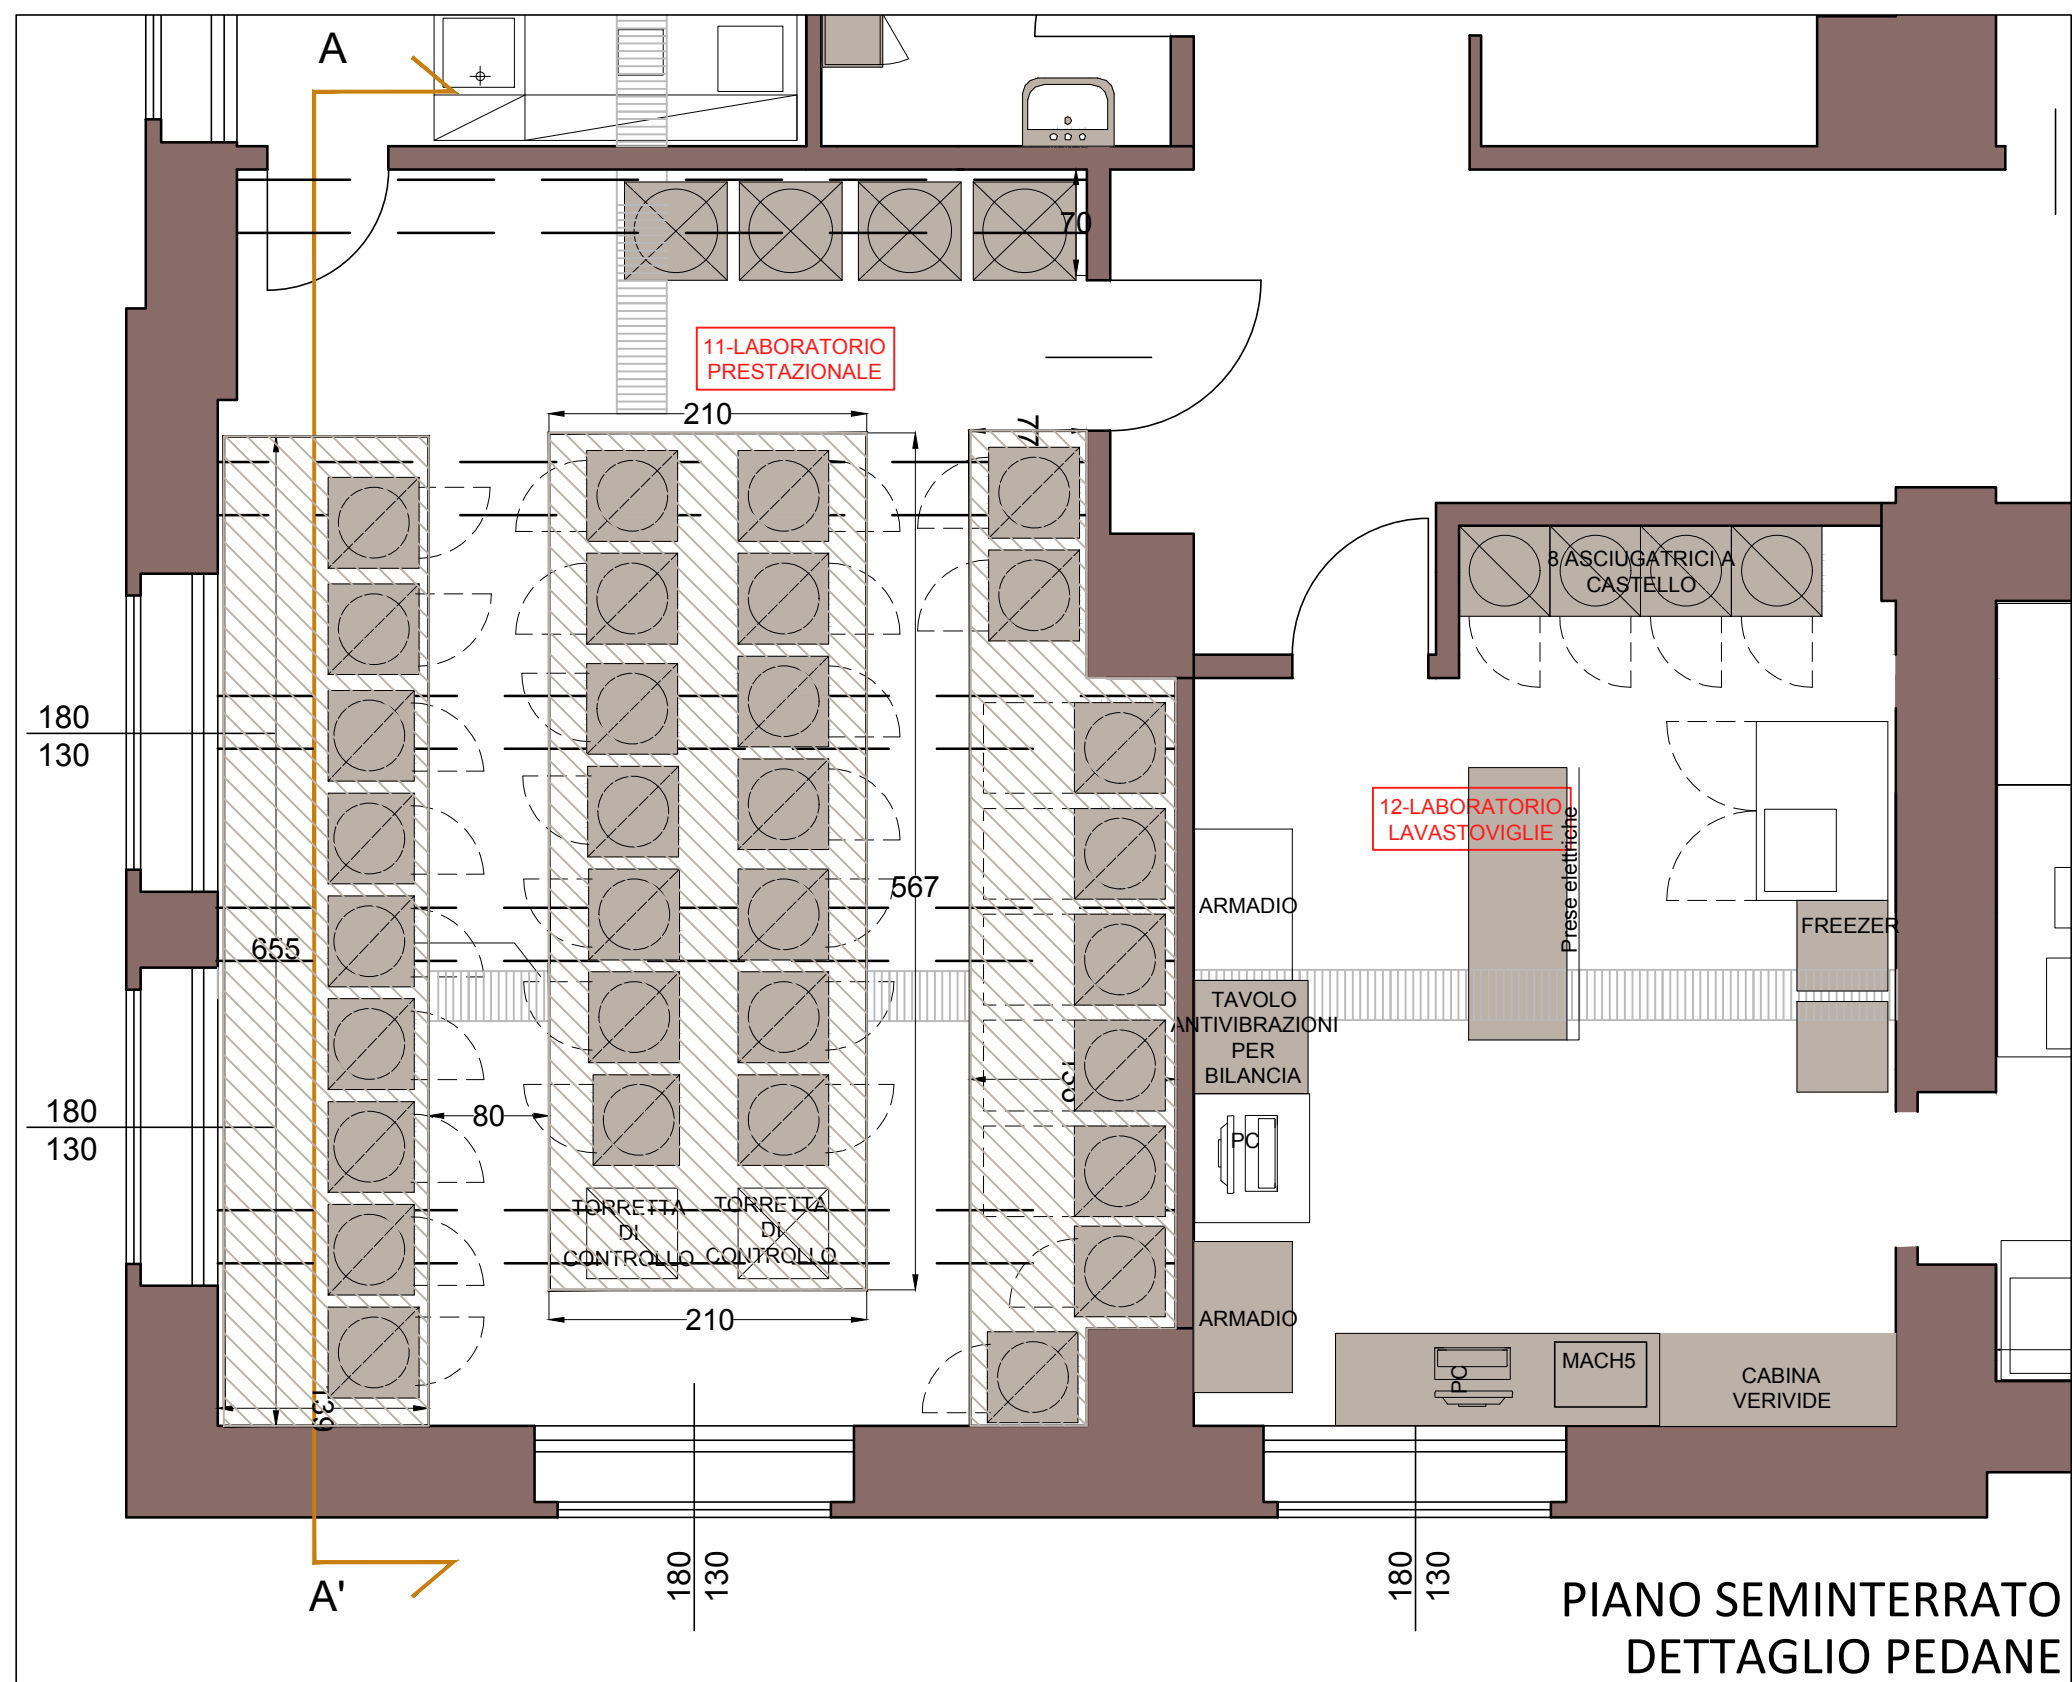 A
70
11-LABORATORIO
PRESTAZIONALE
210
77
8 ASCIUGATRICI A
CASTELLO
180
130
12-LABORATORIO
LAVASTOVIGLIE
Prese elettriche
567
ARMADIO
FREEZER
655
TAVOLO
ANTIVIBRAZIONI
PER
BILANCIA
80
180
130
PC
TORRETTA
DI
CONTROLLO
TORRETTA
DI
CONTROLLO
210
ARMADIO
139
PC
MACH5
CABINA
VERIVIDE
180
130
180
130
A'
PIANO SEMINTERRATO
DETTAGLIO PEDANE